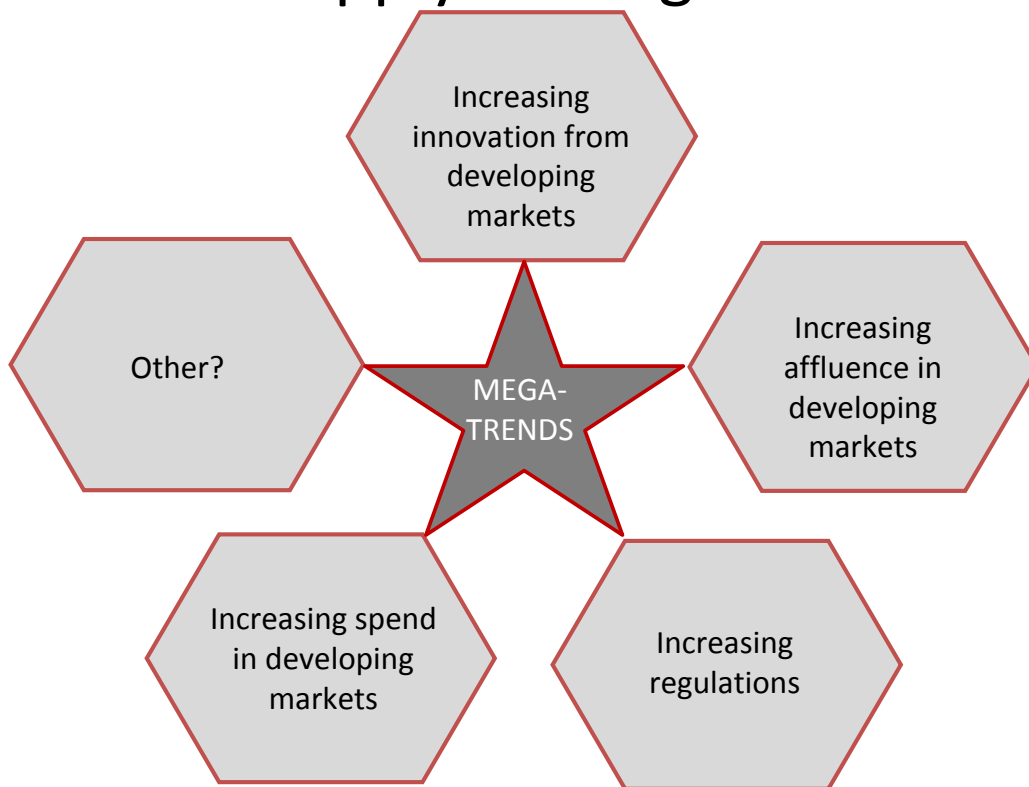 Increasing
innovation from
developing
markets
Other?
MEGA-
TRENDS
Increasing
affluence in
developing
markets
Increasing spend
in developing
markets
Increasing
regulations